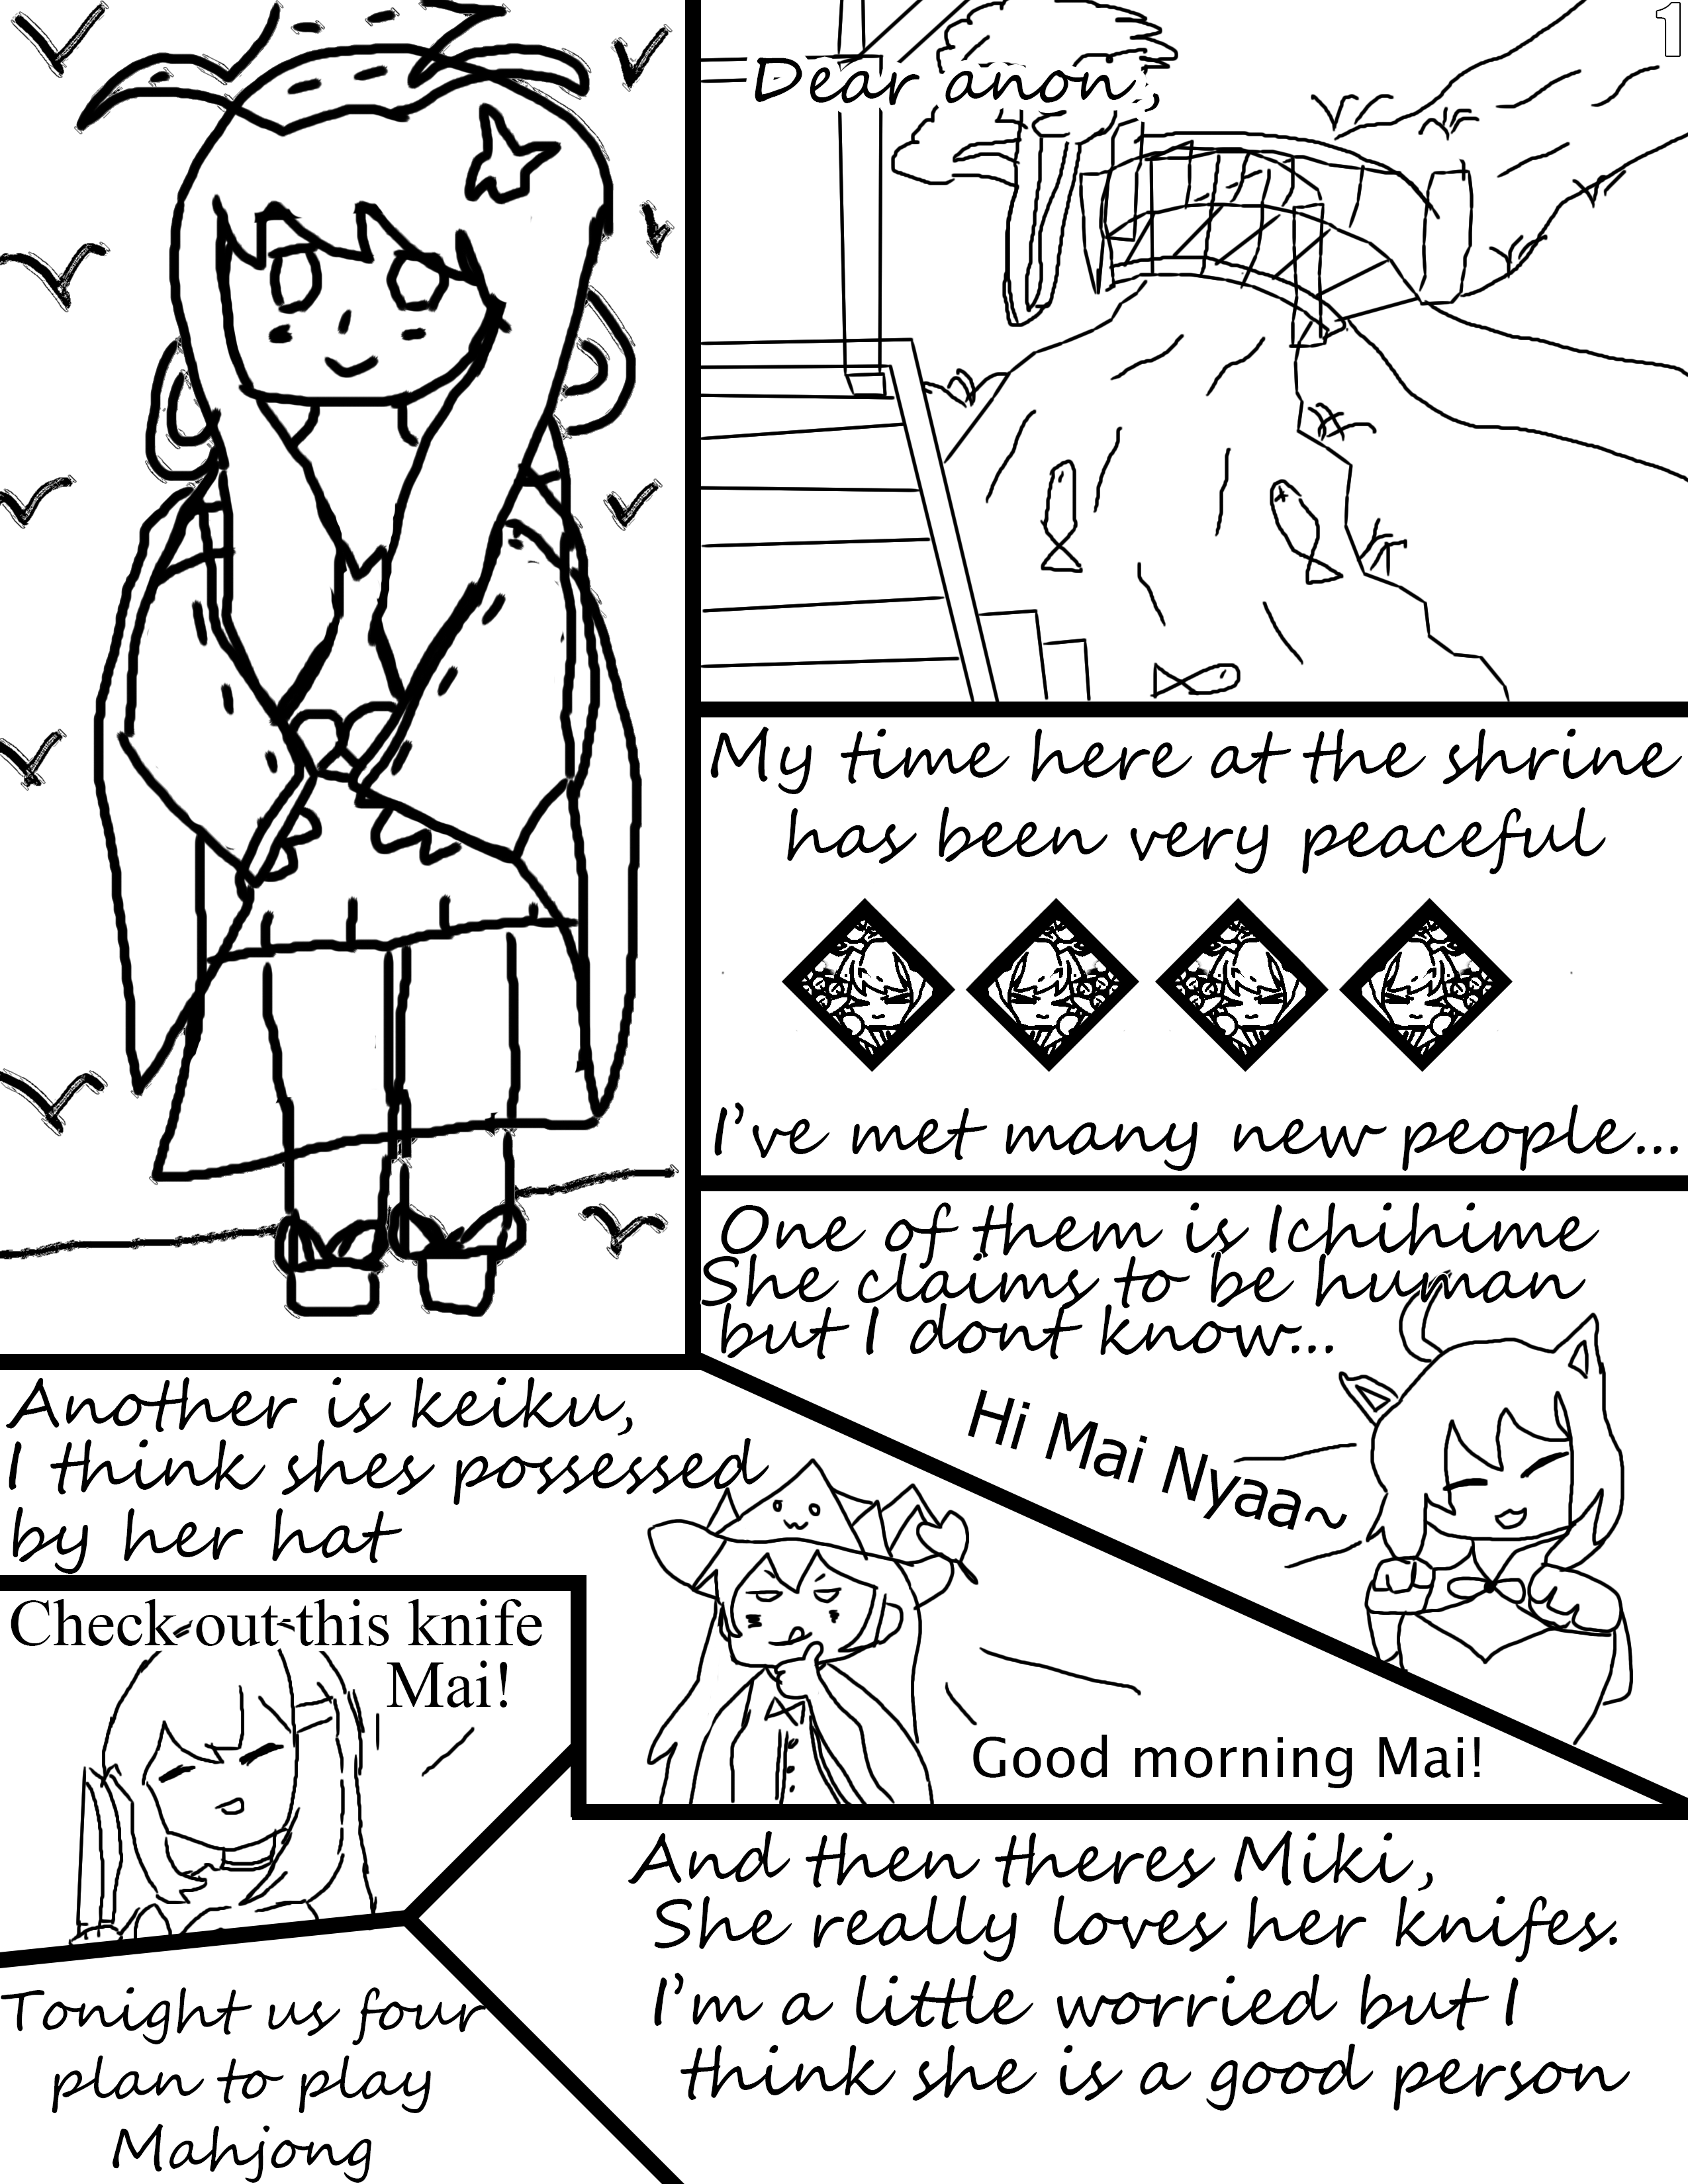 1
Dear anon,
My time here at the shrine
has been very peaceful
I've met many new people...
One of them is Ichihime
She claims to be human
but I dont know...
Hi Mai Nyaa~
Another is keiku,
I think shes possessed
by her hat
Good morning Mai!
Check out this knife
Mai!
And then theres Miki,
She really loves her knifes.
I'm a little worried but I
think she is a good person
Tonight us four
plan to play
Mahjong